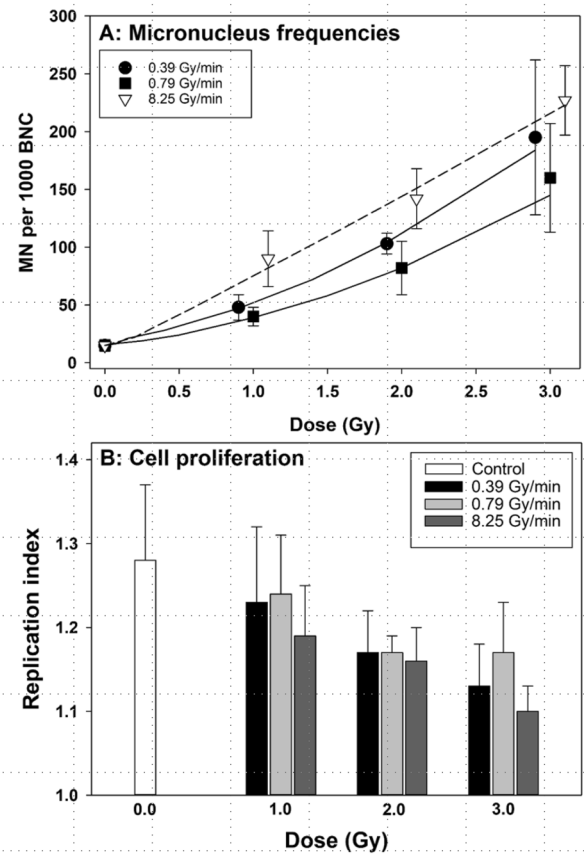 A: Micronucleus frequencies
0.39 Gy/min
0.79 Gy/min
8.25 Gy/min
300
250
200
150
100
50
0
MN per 1000 BNC
0.0 0.5 1.0 1.5 2.0 2.5 3.0
Dose (Gy)
B: Cell proliferation
Control
0.39 Gy/min
0.79 Gy/min
8.25 Gy/min
1.4
1.3
1.2
1.1
1.0
Replication index
0.0 1.0 2.0 3.0
Dose (Gy)